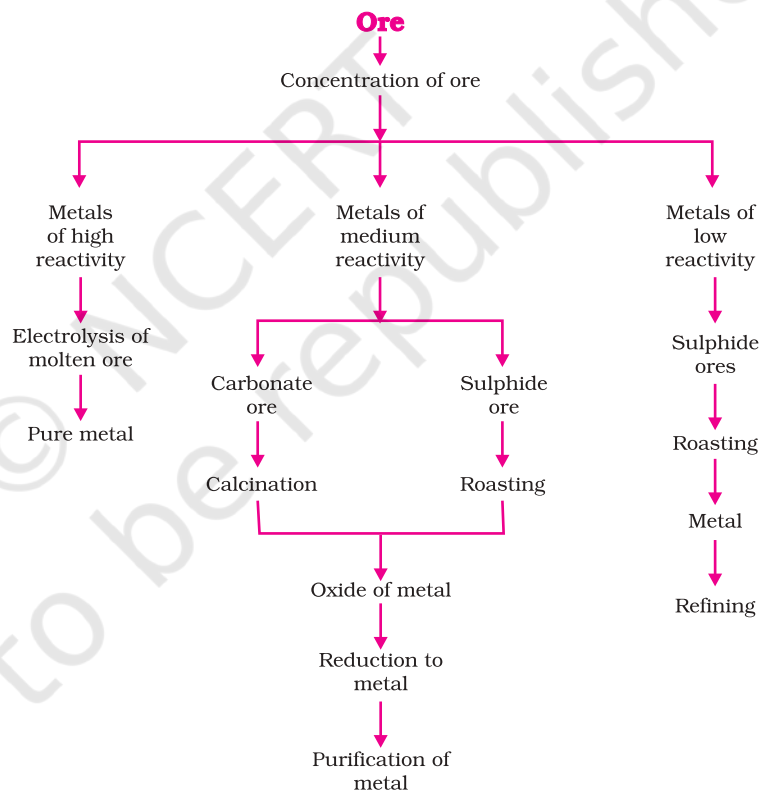 Ore
Concentration of ore
Metals
of high
reactivity
Electrolysis of
molten ore
Pure metal
Metals of
medium
reactivity
Carbonate
ore
Calcination
Sulphide
ore
Roasting
Oxide of metal
Reduction to
metal
Purification of
metal
Metals of
low
reactivity
Sulphide
ores
Roasting
Metal
Refining
© NCERT
to be republishe